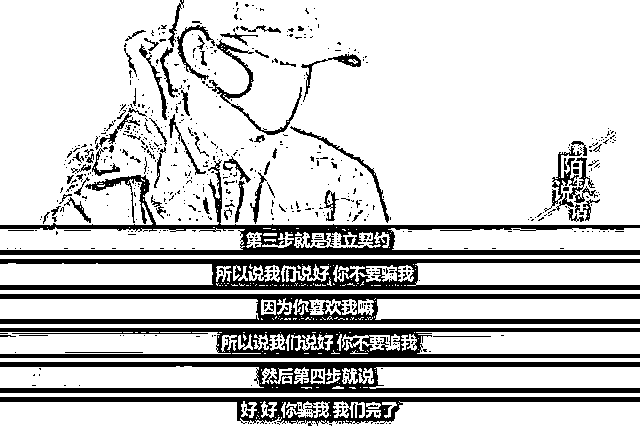 陌
说
第三步就是建立契约
所以说我们说好 你不要骗我
因为你喜欢我嘛
所以说我们说好 你不要骗我
然后第四步就说
好 好 你骗我 我们完了